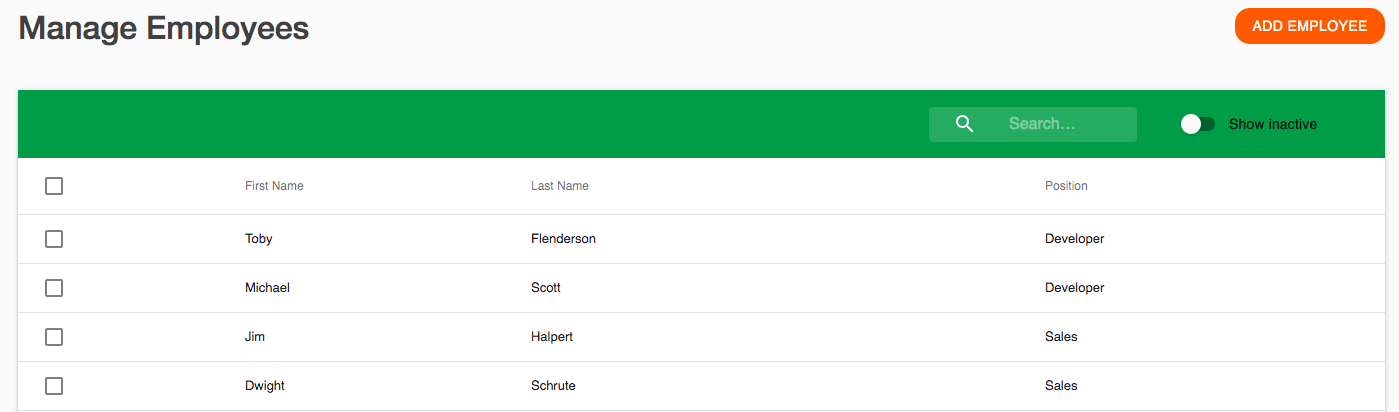 Manage Employees
ADD EMPLOYEE
Search...
Show inactive
First Name Last Name Position
Toby Flenderson Developer
Michael Scott Developer
Jim Halpert Sales
Dwight Schrute Sales